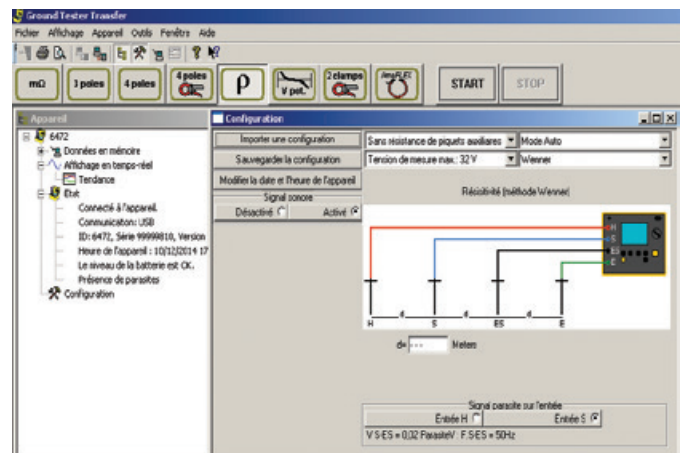 Ground Tester Transfer
Fichier Affichage Appareil Outils Fenêtre Aide
mΩ 3 poles 4 poles 4 poles ρ V pot. 2 clamps AmpFLEX START STOP
Appareil
6472
Données en mémoire
Affichage en temps-réel
Tendance
État
Connecté à l'appareil.
Communication: USB
ID: 6472, Série 99999810, Version
Heure de l'appareil : 10/12/2014 17
Le niveau de la batterie est OK.
Présence de parasites
Configuration
Configuration
Importer une configuration
Sans résistance de piquets auxiliaires Mode Auto
Sauvegarder la configuration
Tension de mesure max.: 32 V Wenner
Modifier la date et l'heure de l'appareil
Signal sonore
Désactivé Activé
Résistivité (méthode Wenner)
H
S
ES
E
d d d
H S ES E
d= --- Meters
Signal parasite sur l'entrée
Entrée H Entrée S
V S-ES = 0,02 ParasiteV : F.S-ES = 50Hz